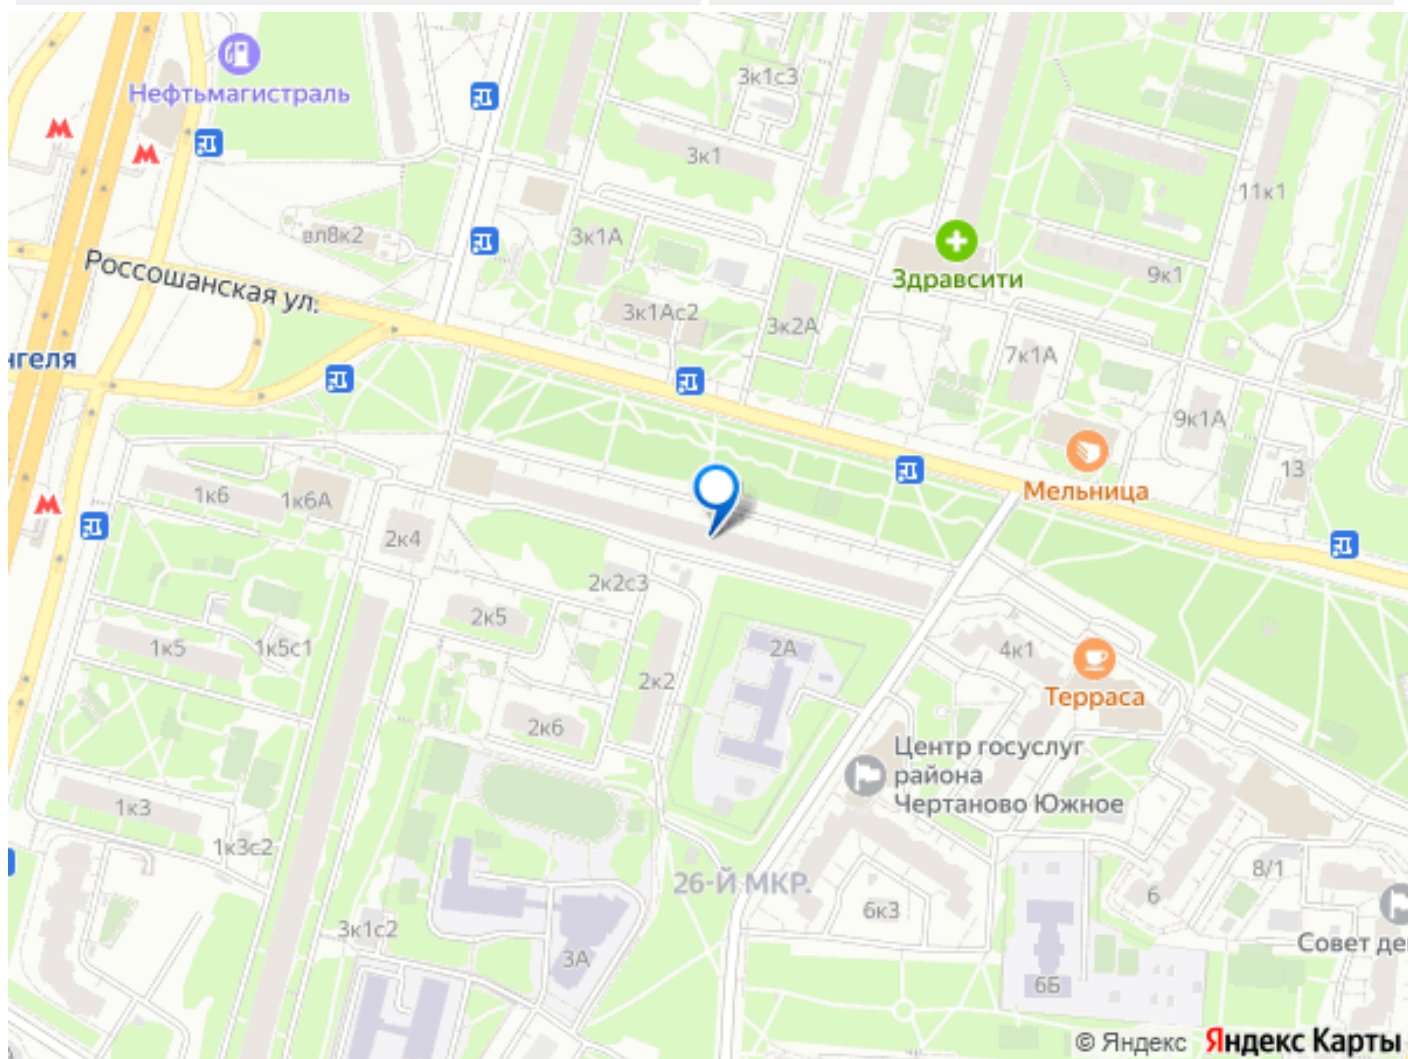 Нефтьмагистраль
3к1с3
3к1
11к1
вл8к2
3к1А
Здравсити
9к1
Россошанская ул.
3к1Ас2
3к2А
7к1А
нгеля
9к1А
13
Мельница
1к6
1к6А
2к4
2к2с3
2к5
1к5
1к5с1
2А
4к1
2к2
Терраса
2к6
Центр госуслуг
района
Чертаново Южное
1к3
1к3с2
26-Й МКР.
8/1
6
6к3
3к1с2
Совет де
3А
6Б
© Яндекс Яндекс Карты